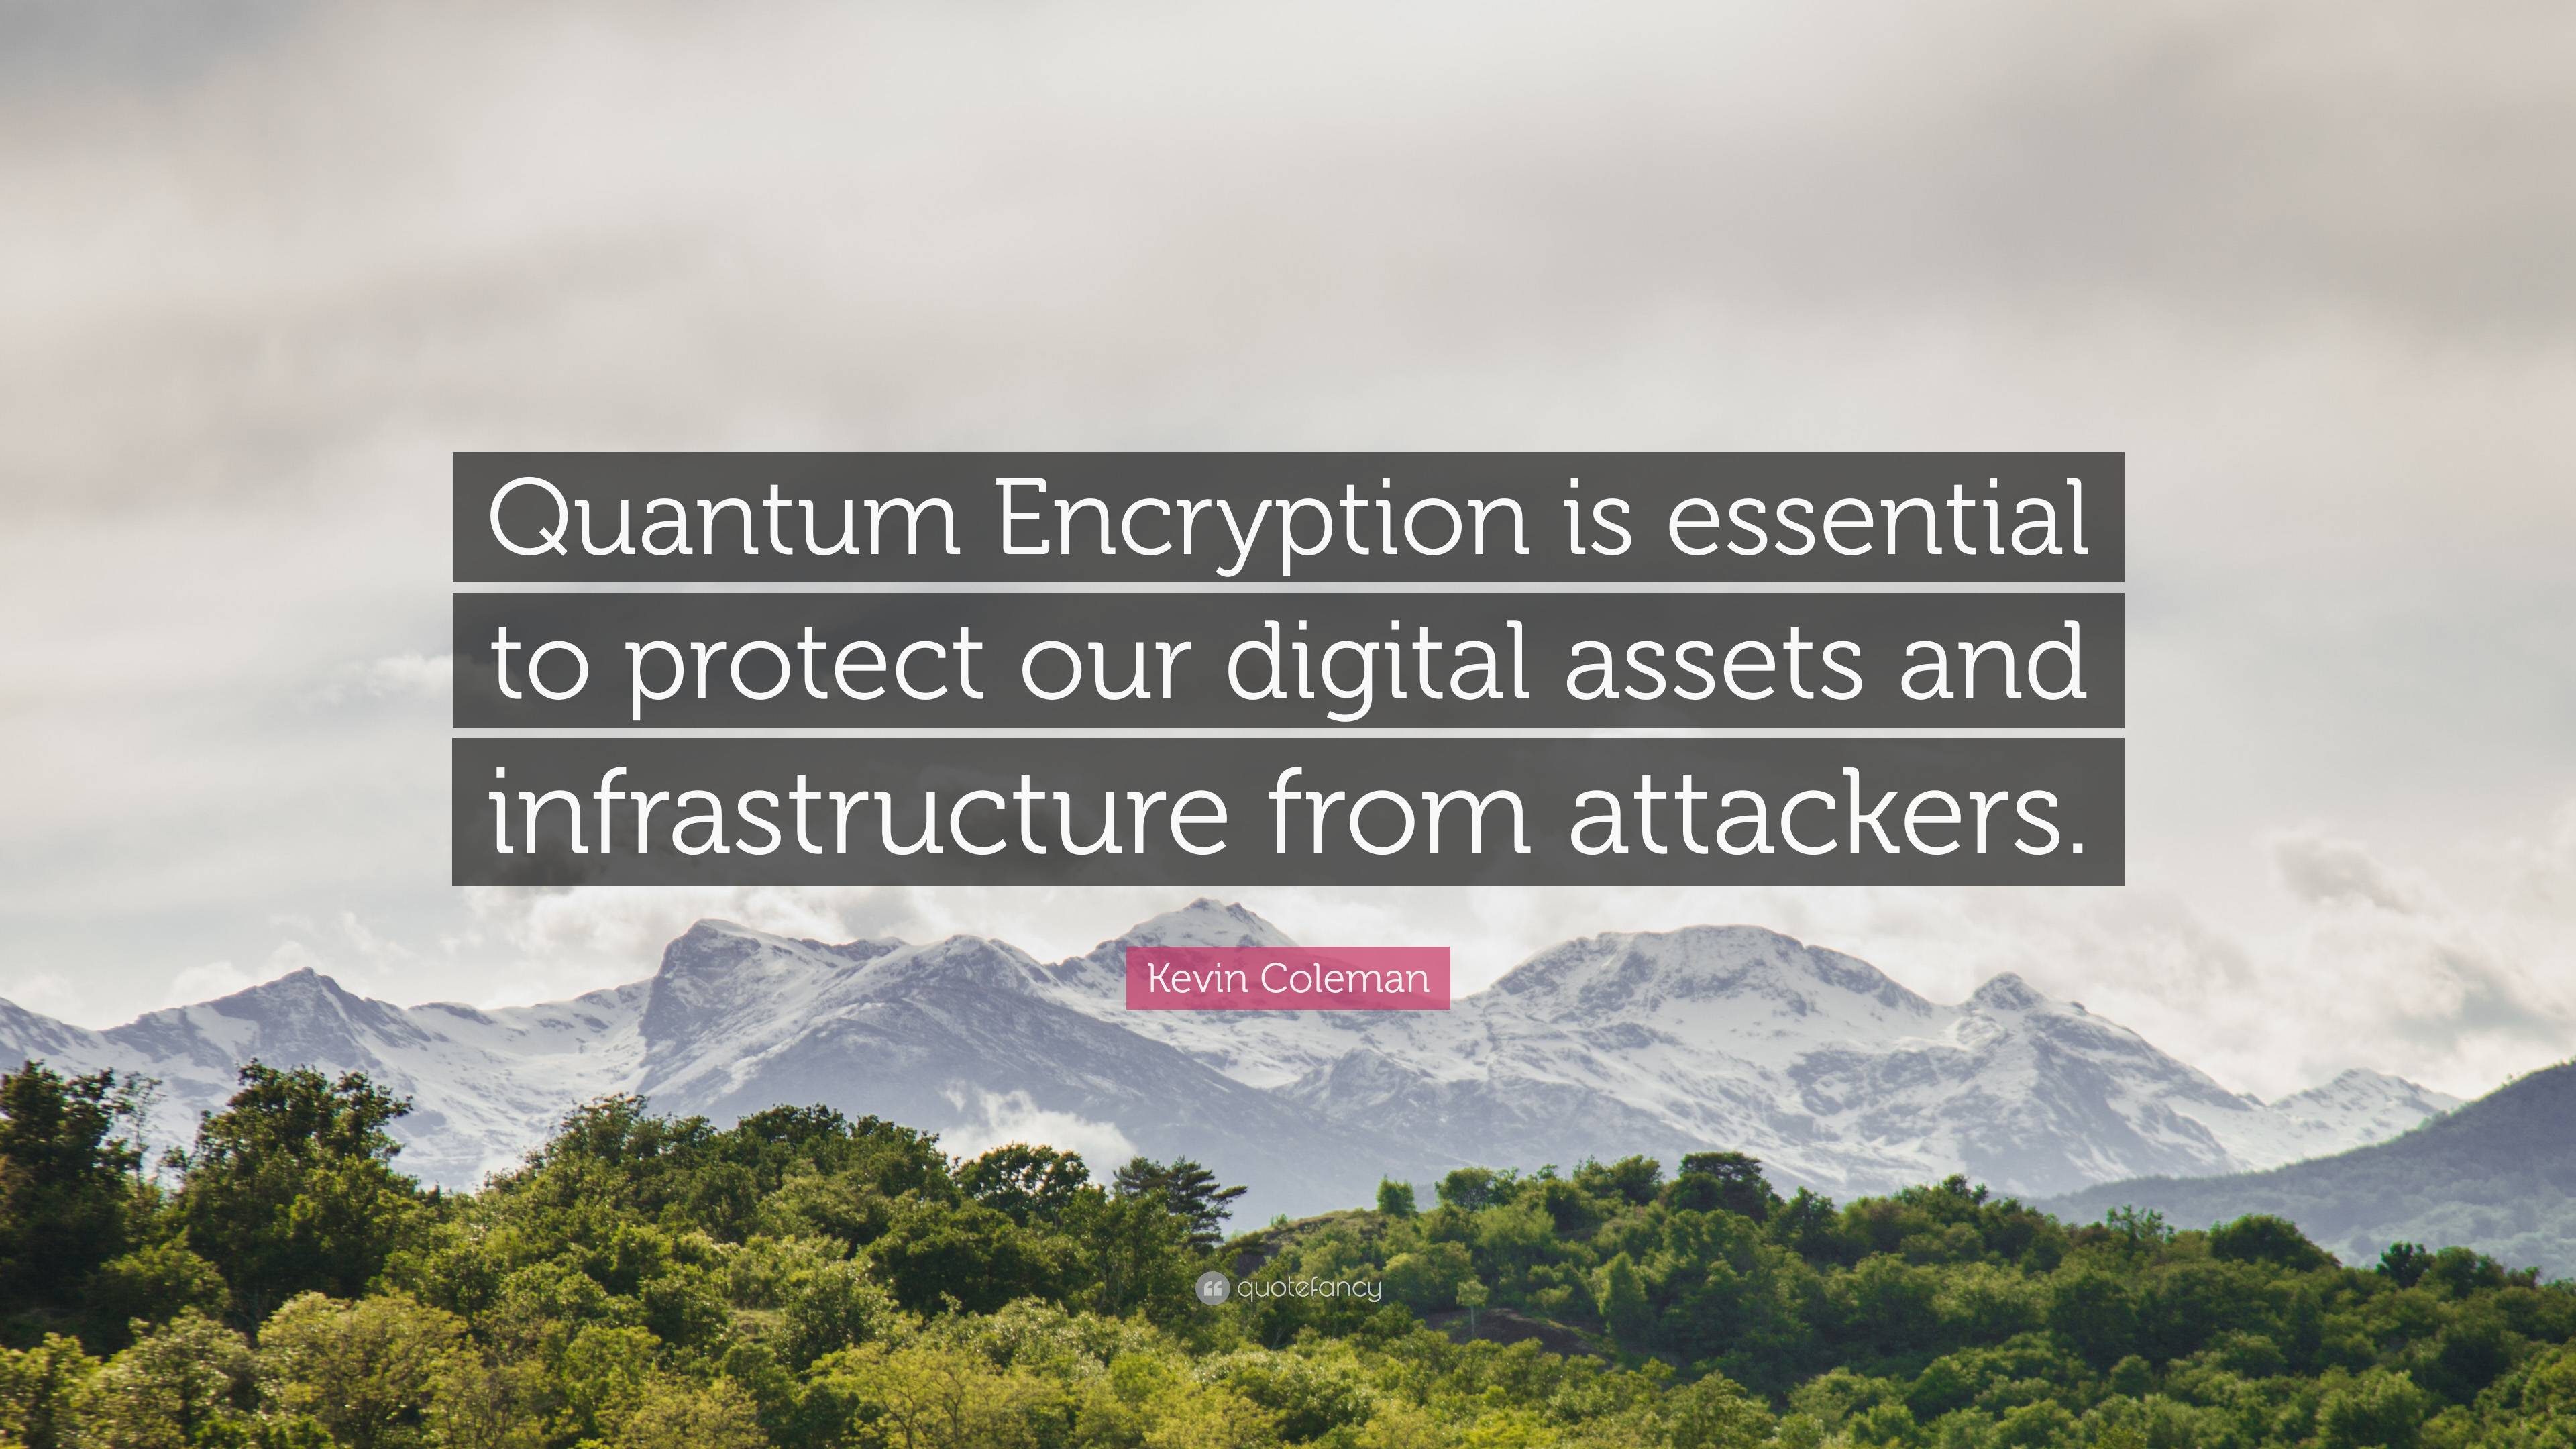 Quantum Encryption is essential
to protect our digital assets and
infrastructure from attackers.
Kevin Coleman
quotefancy